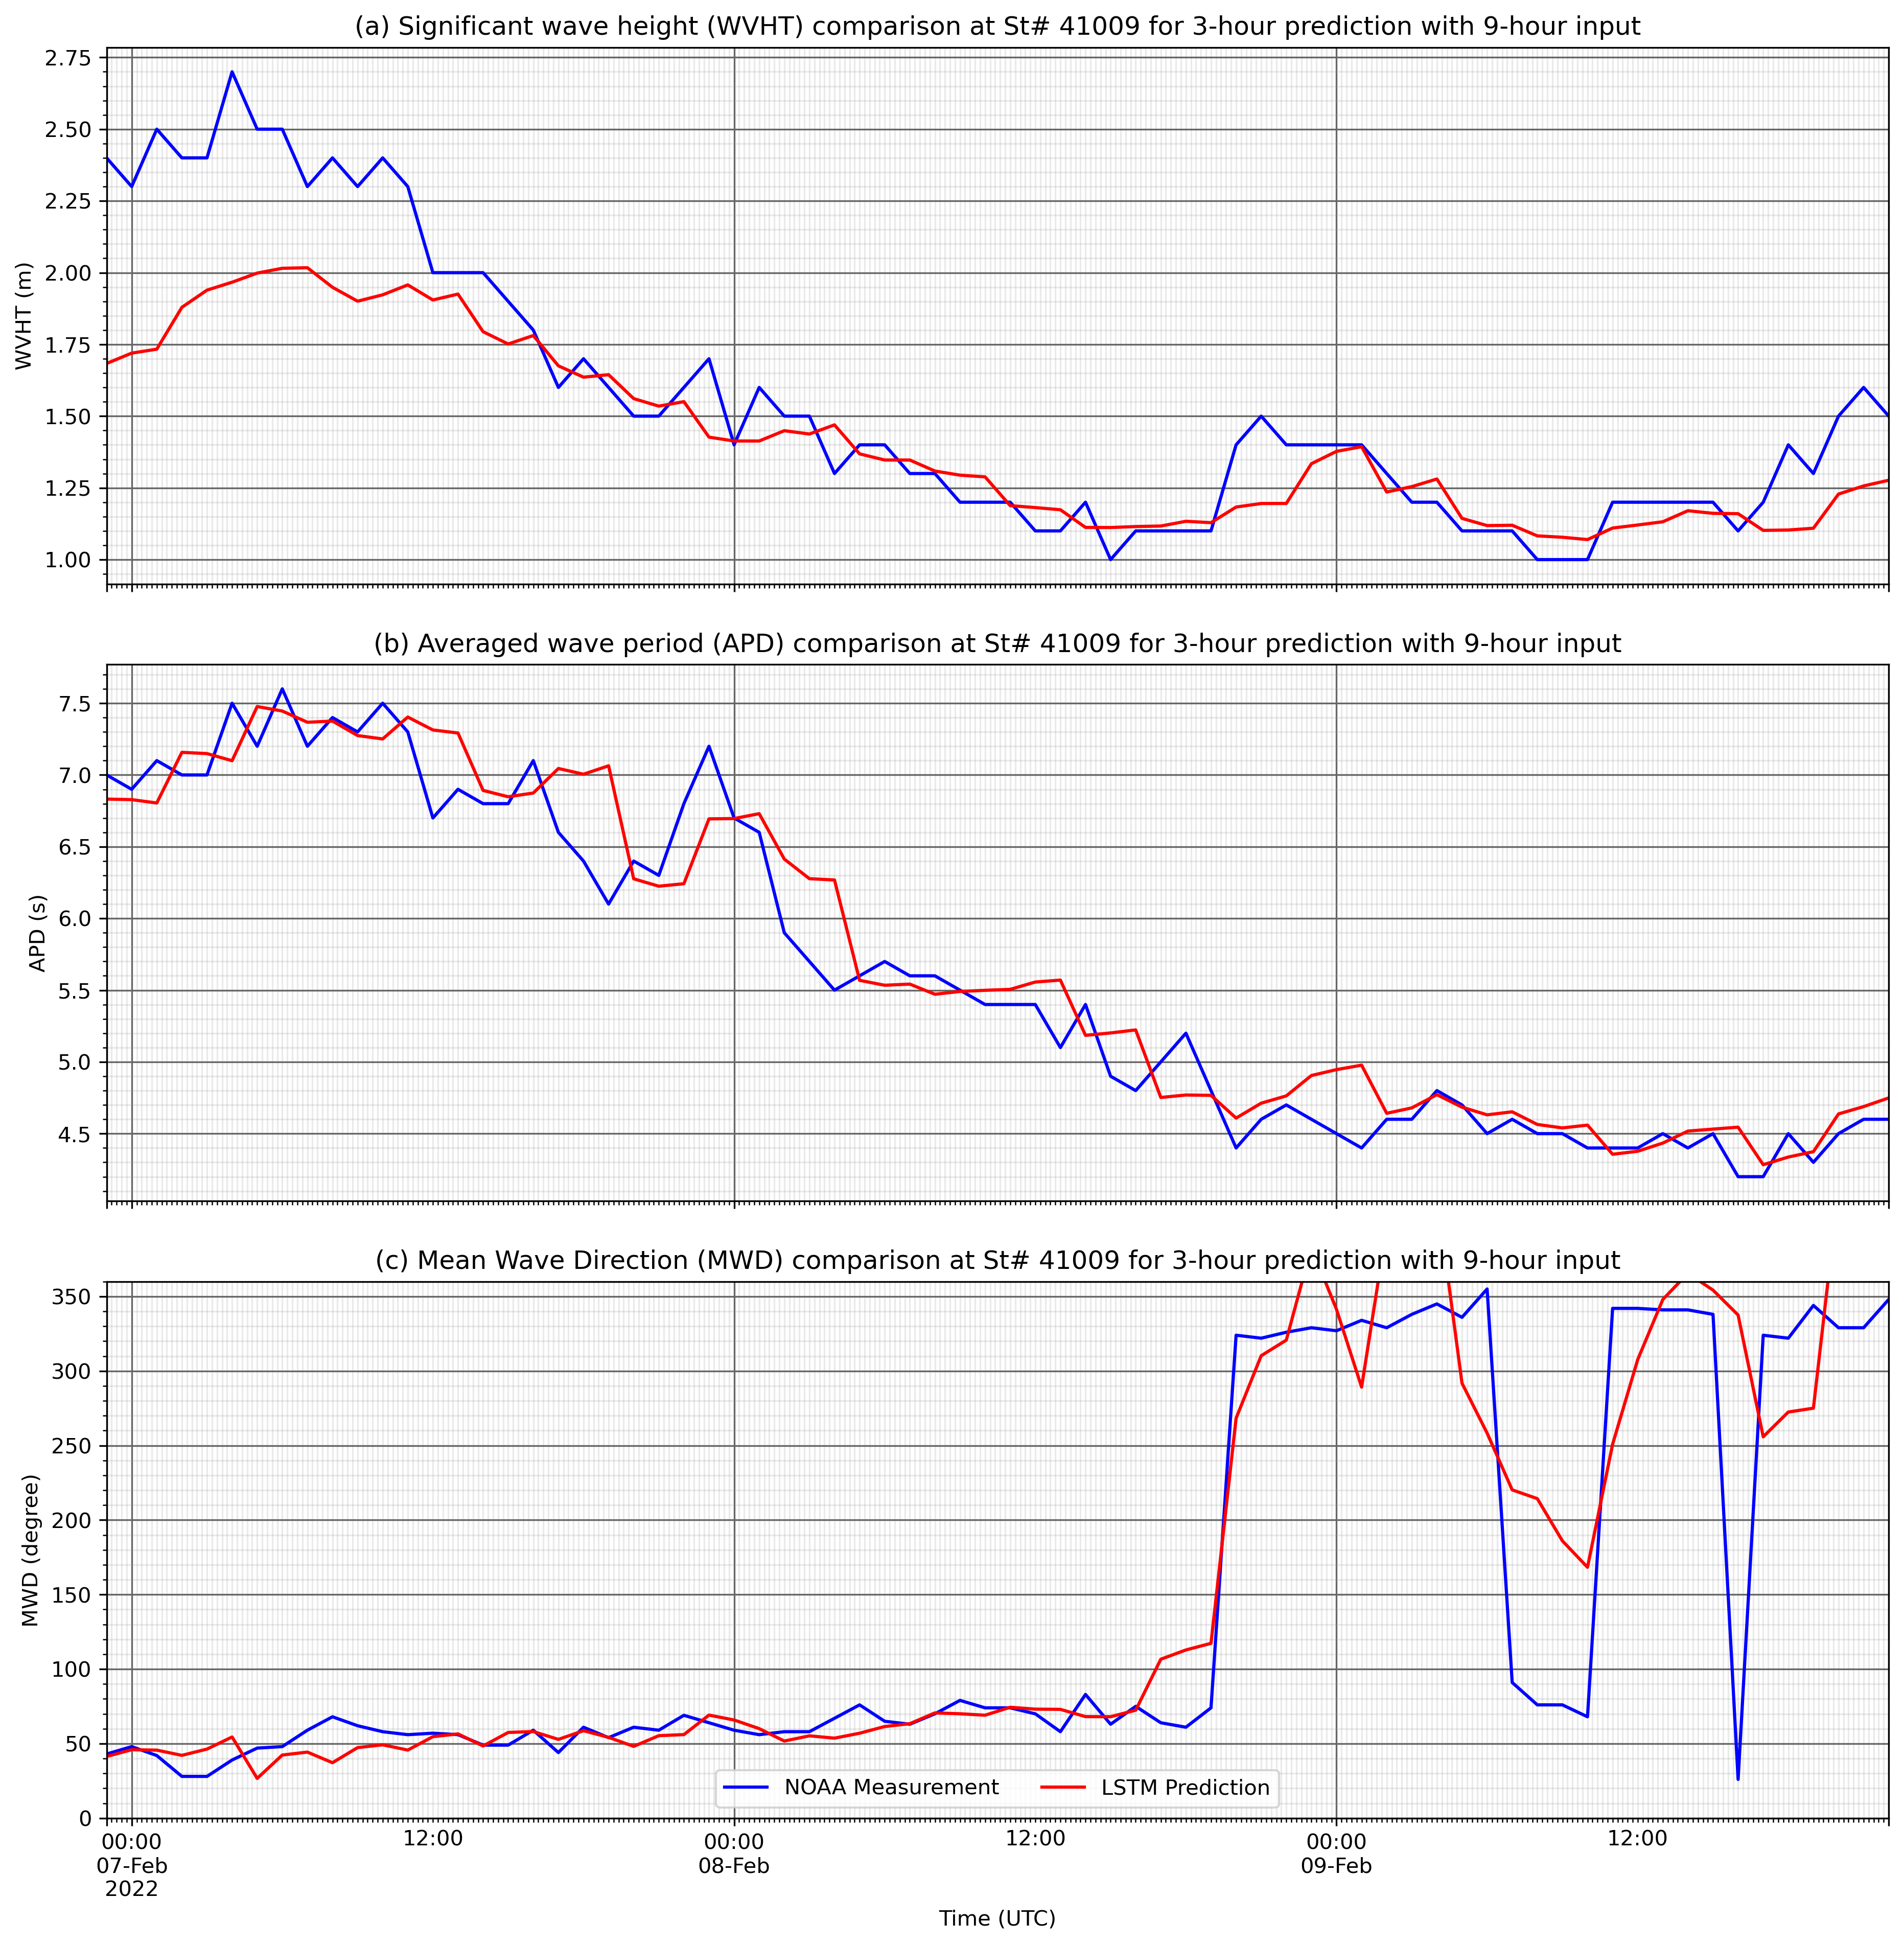 (a) Significant wave height (WVHT) comparison at St# 41009 for 3-hour prediction with 9-hour input
2.75
2.50
2.25
2.00
1.75
1.50
1.25
1.00
WVHT (m)
(b) Averaged wave period (APD) comparison at St# 41009 for 3-hour prediction with 9-hour input
7.5
7.0
6.5
6.0
5.5
5.0
4.5
APD (s)
(c) Mean Wave Direction (MWD) comparison at St# 41009 for 3-hour prediction with 9-hour input
350
300
250
200
150
100
50
0
MWD (degree)
NOAA Measurement LSTM Prediction
00:00 12:00 00:00 12:00 00:00 12:00
07-Feb 08-Feb 09-Feb
2022
Time (UTC)